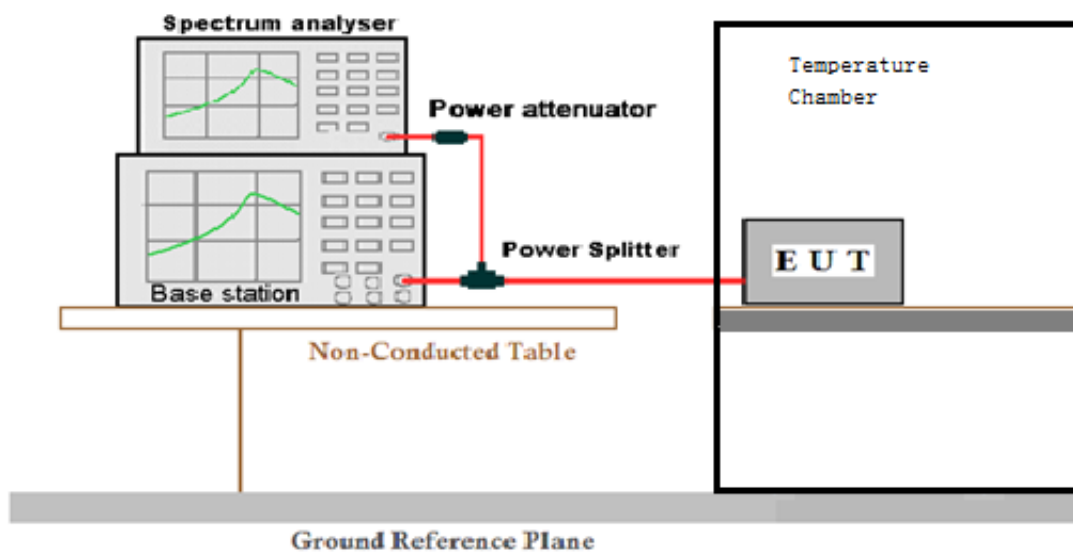 Spectrum analyser
Temperature
Chamber
Power attenuator
Power Splitter
E U T
Base station
Non-Conducted Table
Ground Reference Plane